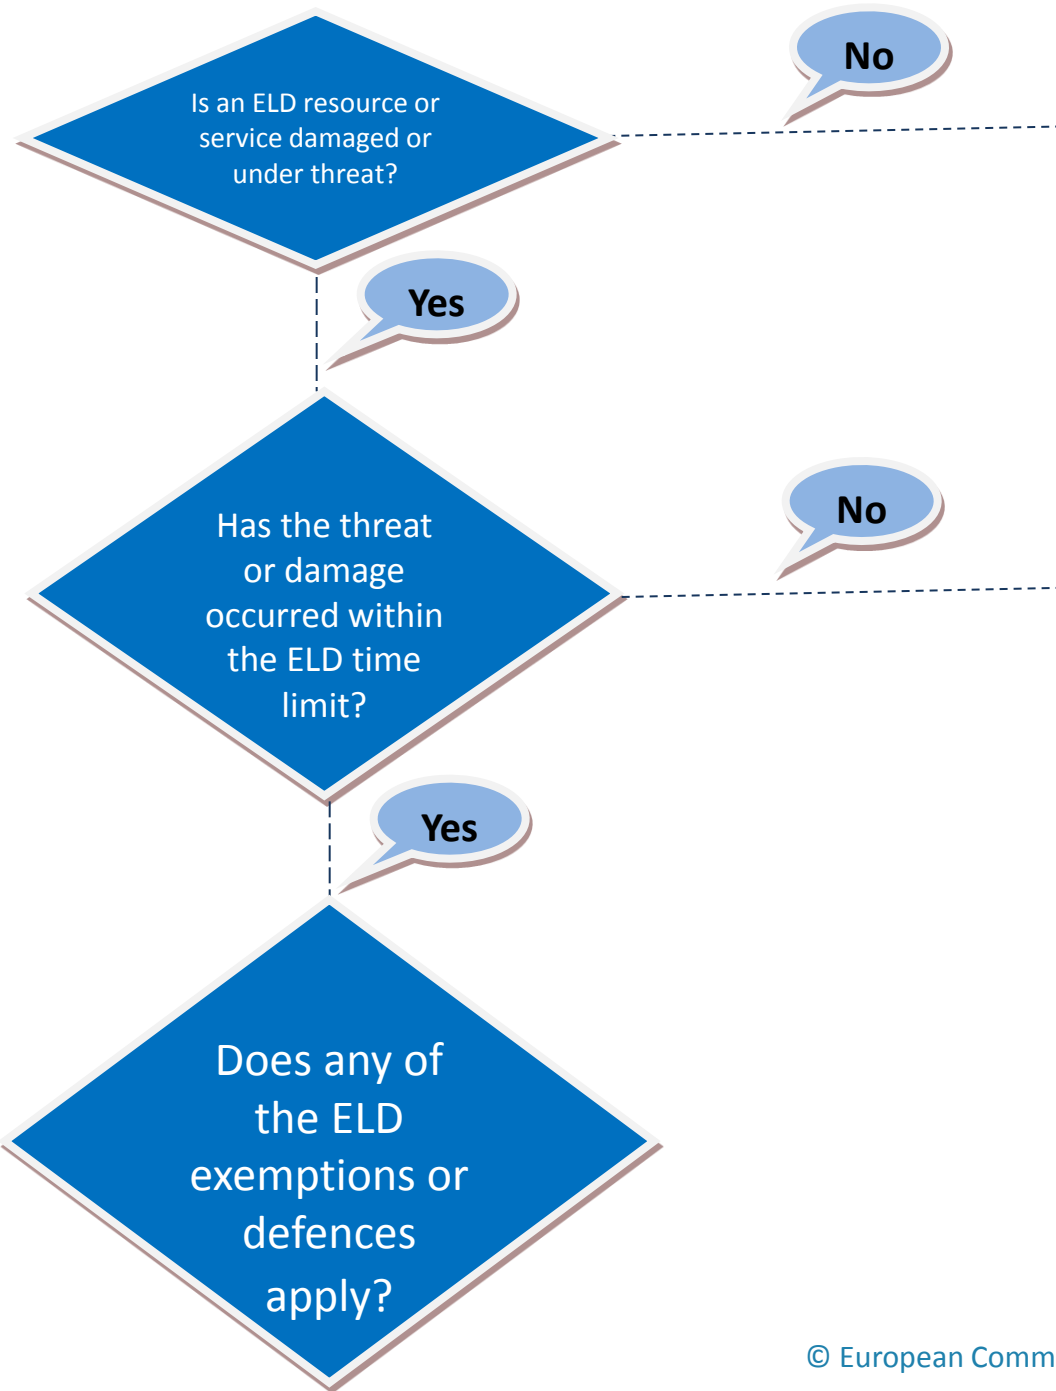 Is an ELD resource or
service damaged or
under threat?
No
Yes
Has the threat
or damage
occurred within
the ELD time
limit?
No
Yes
Does any of
the ELD
exemptions or
defences
apply?
© European Comm